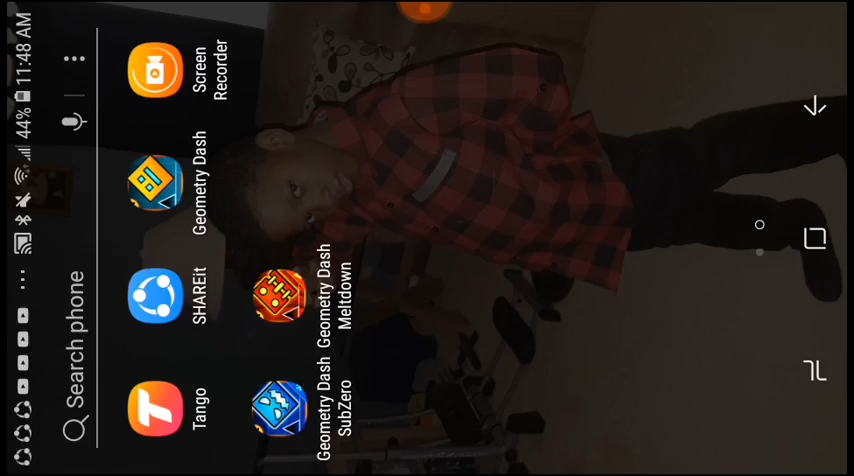 44% 11:48 AM
Search phone
Tango
SHAREit
Geometry Dash
Screen
Recorder
Geometry Dash
SubZero
Geometry Dash
Meltdown